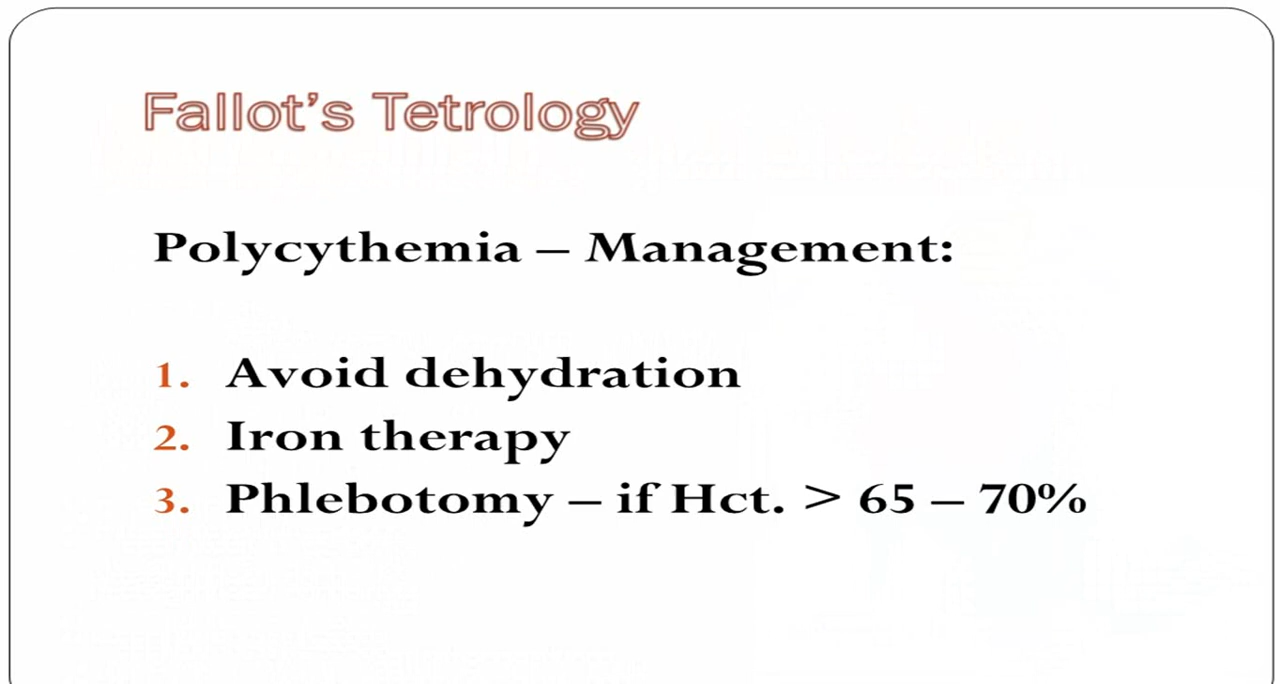 Fallot's Tetrology
Polycythemia – Management:
1. Avoid dehydration
2. Iron therapy
3. Phlebotomy – if Hct. > 65 – 70%